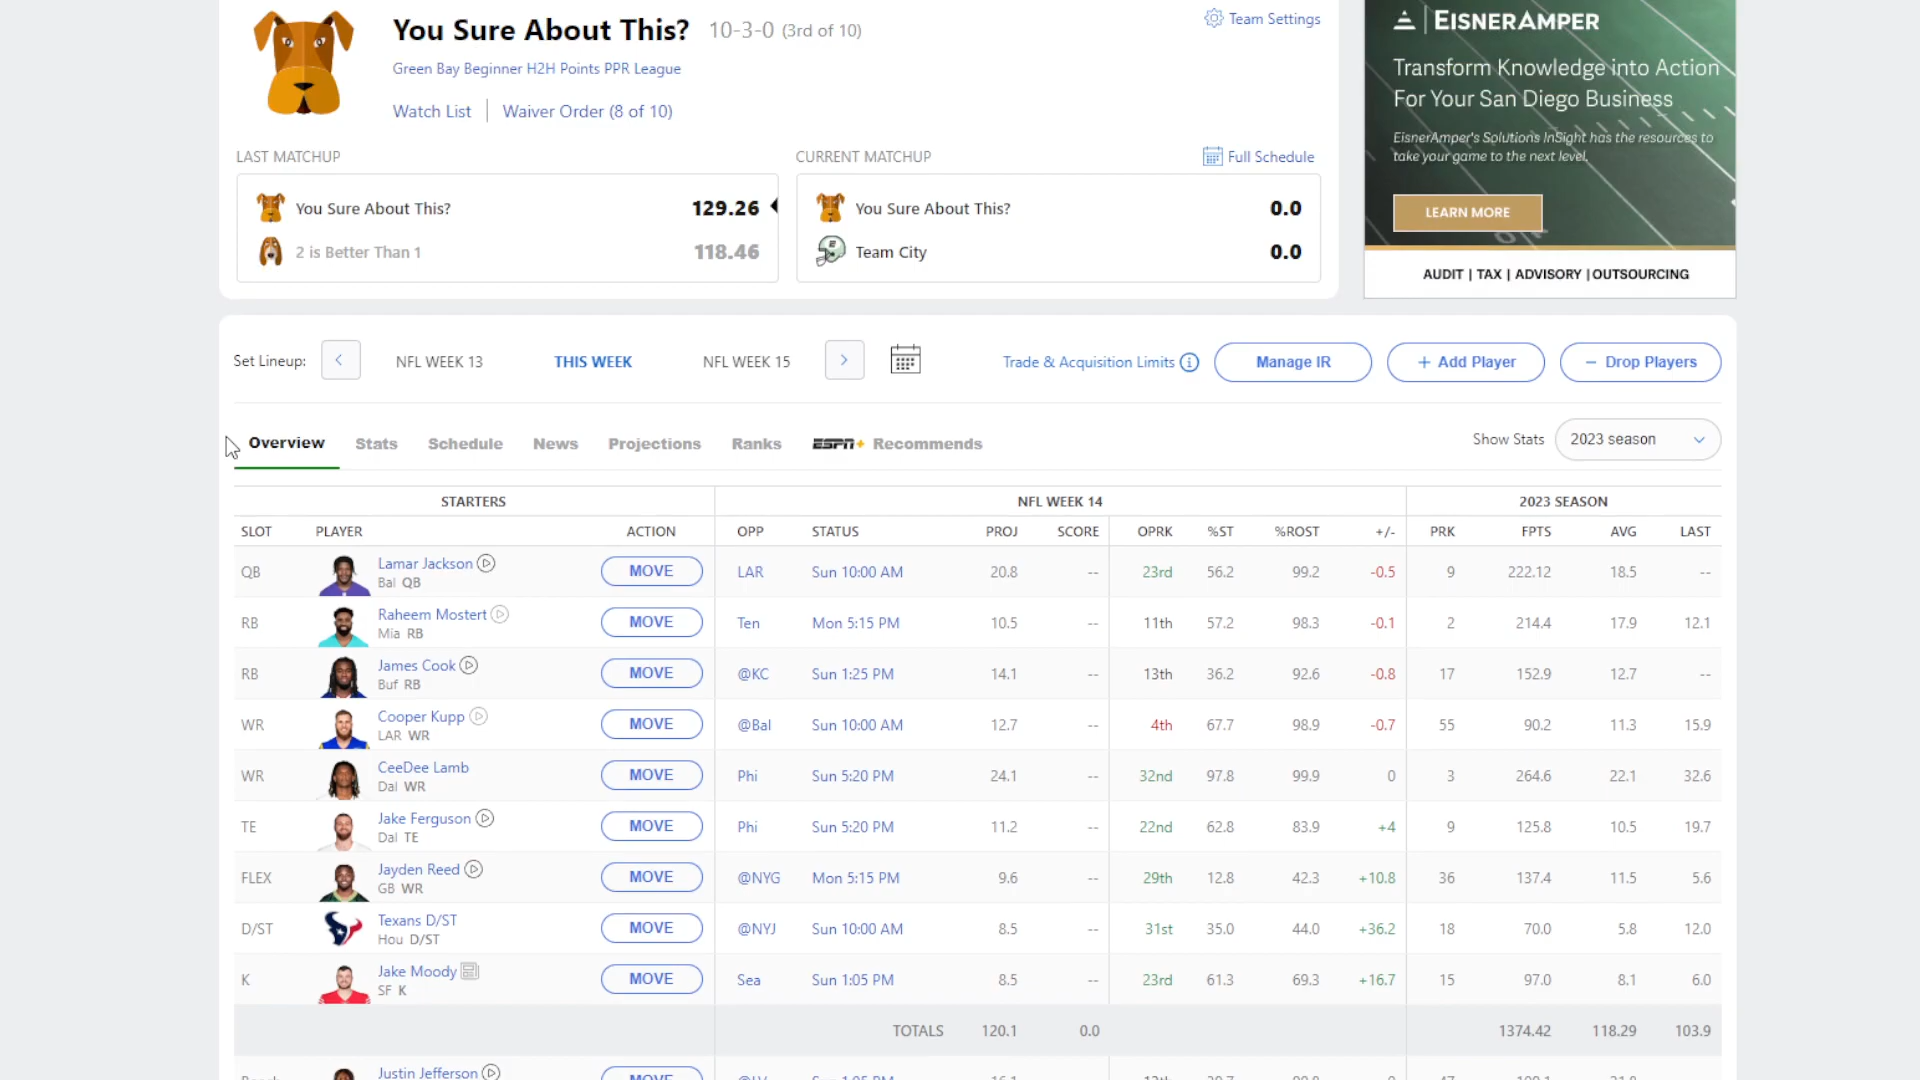 You Sure About This? 10-3-0 (3rd of 10)
Team Settings
Green Bay Beginner H2H Points PPR League
Watch List | Waiver Order (8 of 10)
LAST MATCHUP
You Sure About This? 129.26
2 is Better Than 1 118.46
CURRENT MATCHUP
Full Schedule
You Sure About This? 0.0
Team City 0.0
EISNERAMPER
Transform Knowledge into Action
For Your San Diego Business
EisnerAmper's Solutions InSight has the resources to
take your game to the next level.
LEARN MORE
AUDIT | TAX | ADVISORY | OUTSOURCING
Set Lineup: < NFL WEEK 13 THIS WEEK NFL WEEK 15 > Trade & Acquisition Limits i Manage IR + Add Player − Drop Players
Overview Stats Schedule News Projections Ranks ESPN+ Recommends Show Stats 2023 season
STARTERS NFL WEEK 14 2023 SEASON
SLOT PLAYER ACTION OPP STATUS PROJ SCORE OPRK %ST %ROST +/- PRK FPTS AVG LAST
QB Lamar Jackson MOVE LAR Sun 10:00 AM 20.8 -- 23rd 56.2 99.2 -0.5 9 222.12 18.5 --
Bal QB
RB Raheem Mostert MOVE Ten Mon 5:15 PM 10.5 -- 11th 57.2 98.3 -0.1 2 214.4 17.9 12.1
Mia RB
RB James Cook MOVE @KC Sun 1:25 PM 14.1 -- 13th 36.2 92.6 -0.8 17 152.9 12.7 --
Buf RB
WR Cooper Kupp MOVE @Bal Sun 10:00 AM 12.7 -- 4th 67.7 98.9 -0.7 55 90.2 11.3 15.9
LAR WR
WR CeeDee Lamb MOVE Phi Sun 5:20 PM 24.1 -- 32nd 97.8 99.9 0 3 264.6 22.1 32.6
Dal WR
TE Jake Ferguson MOVE Phi Sun 5:20 PM 11.2 -- 22nd 62.8 83.9 +4 9 125.8 10.5 19.7
Dal TE
FLEX Jayden Reed MOVE @NYG Mon 5:15 PM 9.6 -- 29th 12.8 42.3 +10.8 36 137.4 11.5 5.6
GB WR
D/ST Texans D/ST MOVE @NYJ Sun 10:00 AM 8.5 -- 31st 35.0 44.0 +36.2 18 70.0 5.8 12.0
Hou D/ST
K Jake Moody MOVE Sea Sun 1:05 PM 8.5 -- 23rd 61.3 69.3 +16.7 15 97.0 8.1 6.0
SF K
TOTALS 120.1 0.0 1374.42 118.29 103.9
Justin Jefferson MOVE